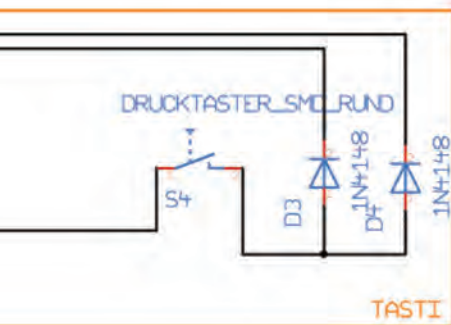 DRUCKTASTER_SMD_RUND
S4
D3
1N4148
D4
1N4148
TASTI